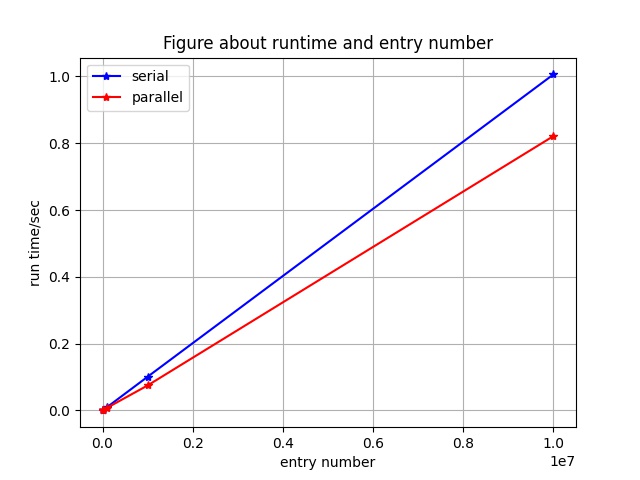 Figure about runtime and entry number
serial
parallel
1.0
0.8
0.6
0.4
0.2
0.0
run time/sec
0.0 0.2 0.4 0.6 0.8 1.0
1e7
entry number